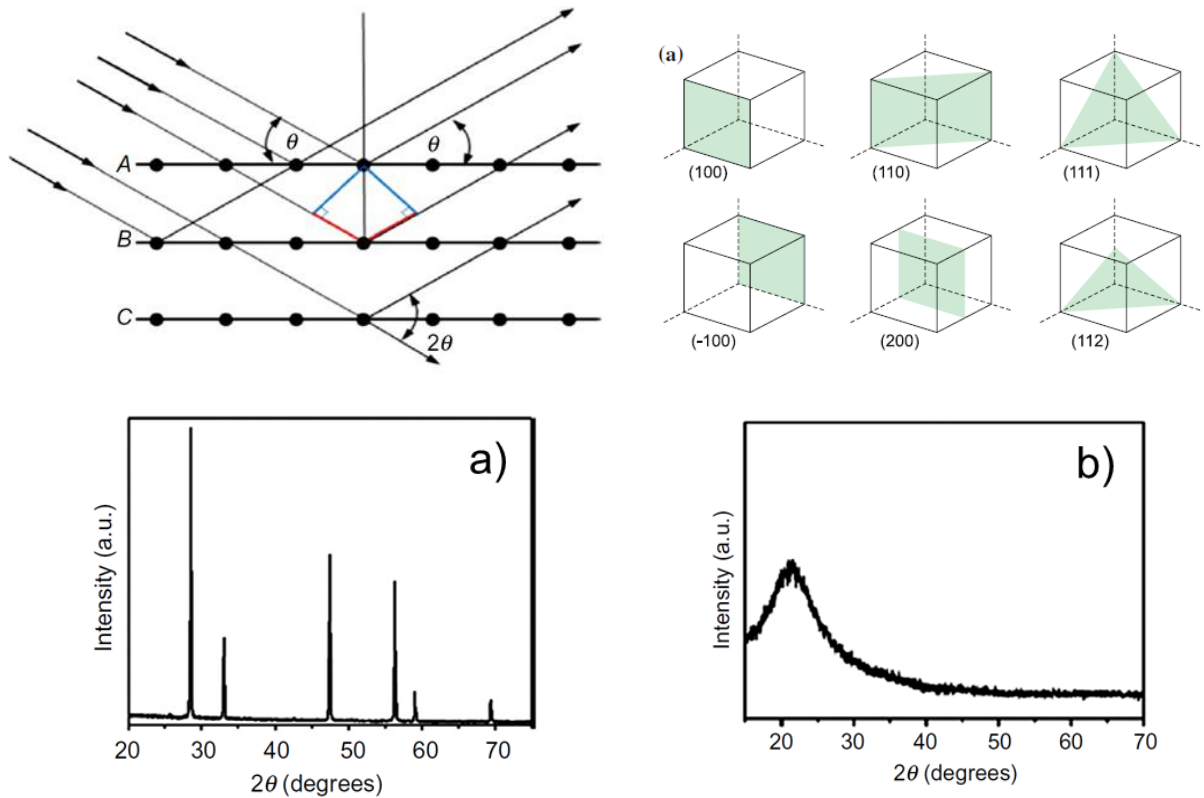 θ
θ
A
B
C
2θ
(a)
(100)
(110)
(111)
(-100)
(200)
(112)
a)
Intensity (a.u.)
20 30 40 50 60 70
2θ (degrees)
b)
Intensity (a.u.)
20 30 40 50 60 70
2θ (degrees)